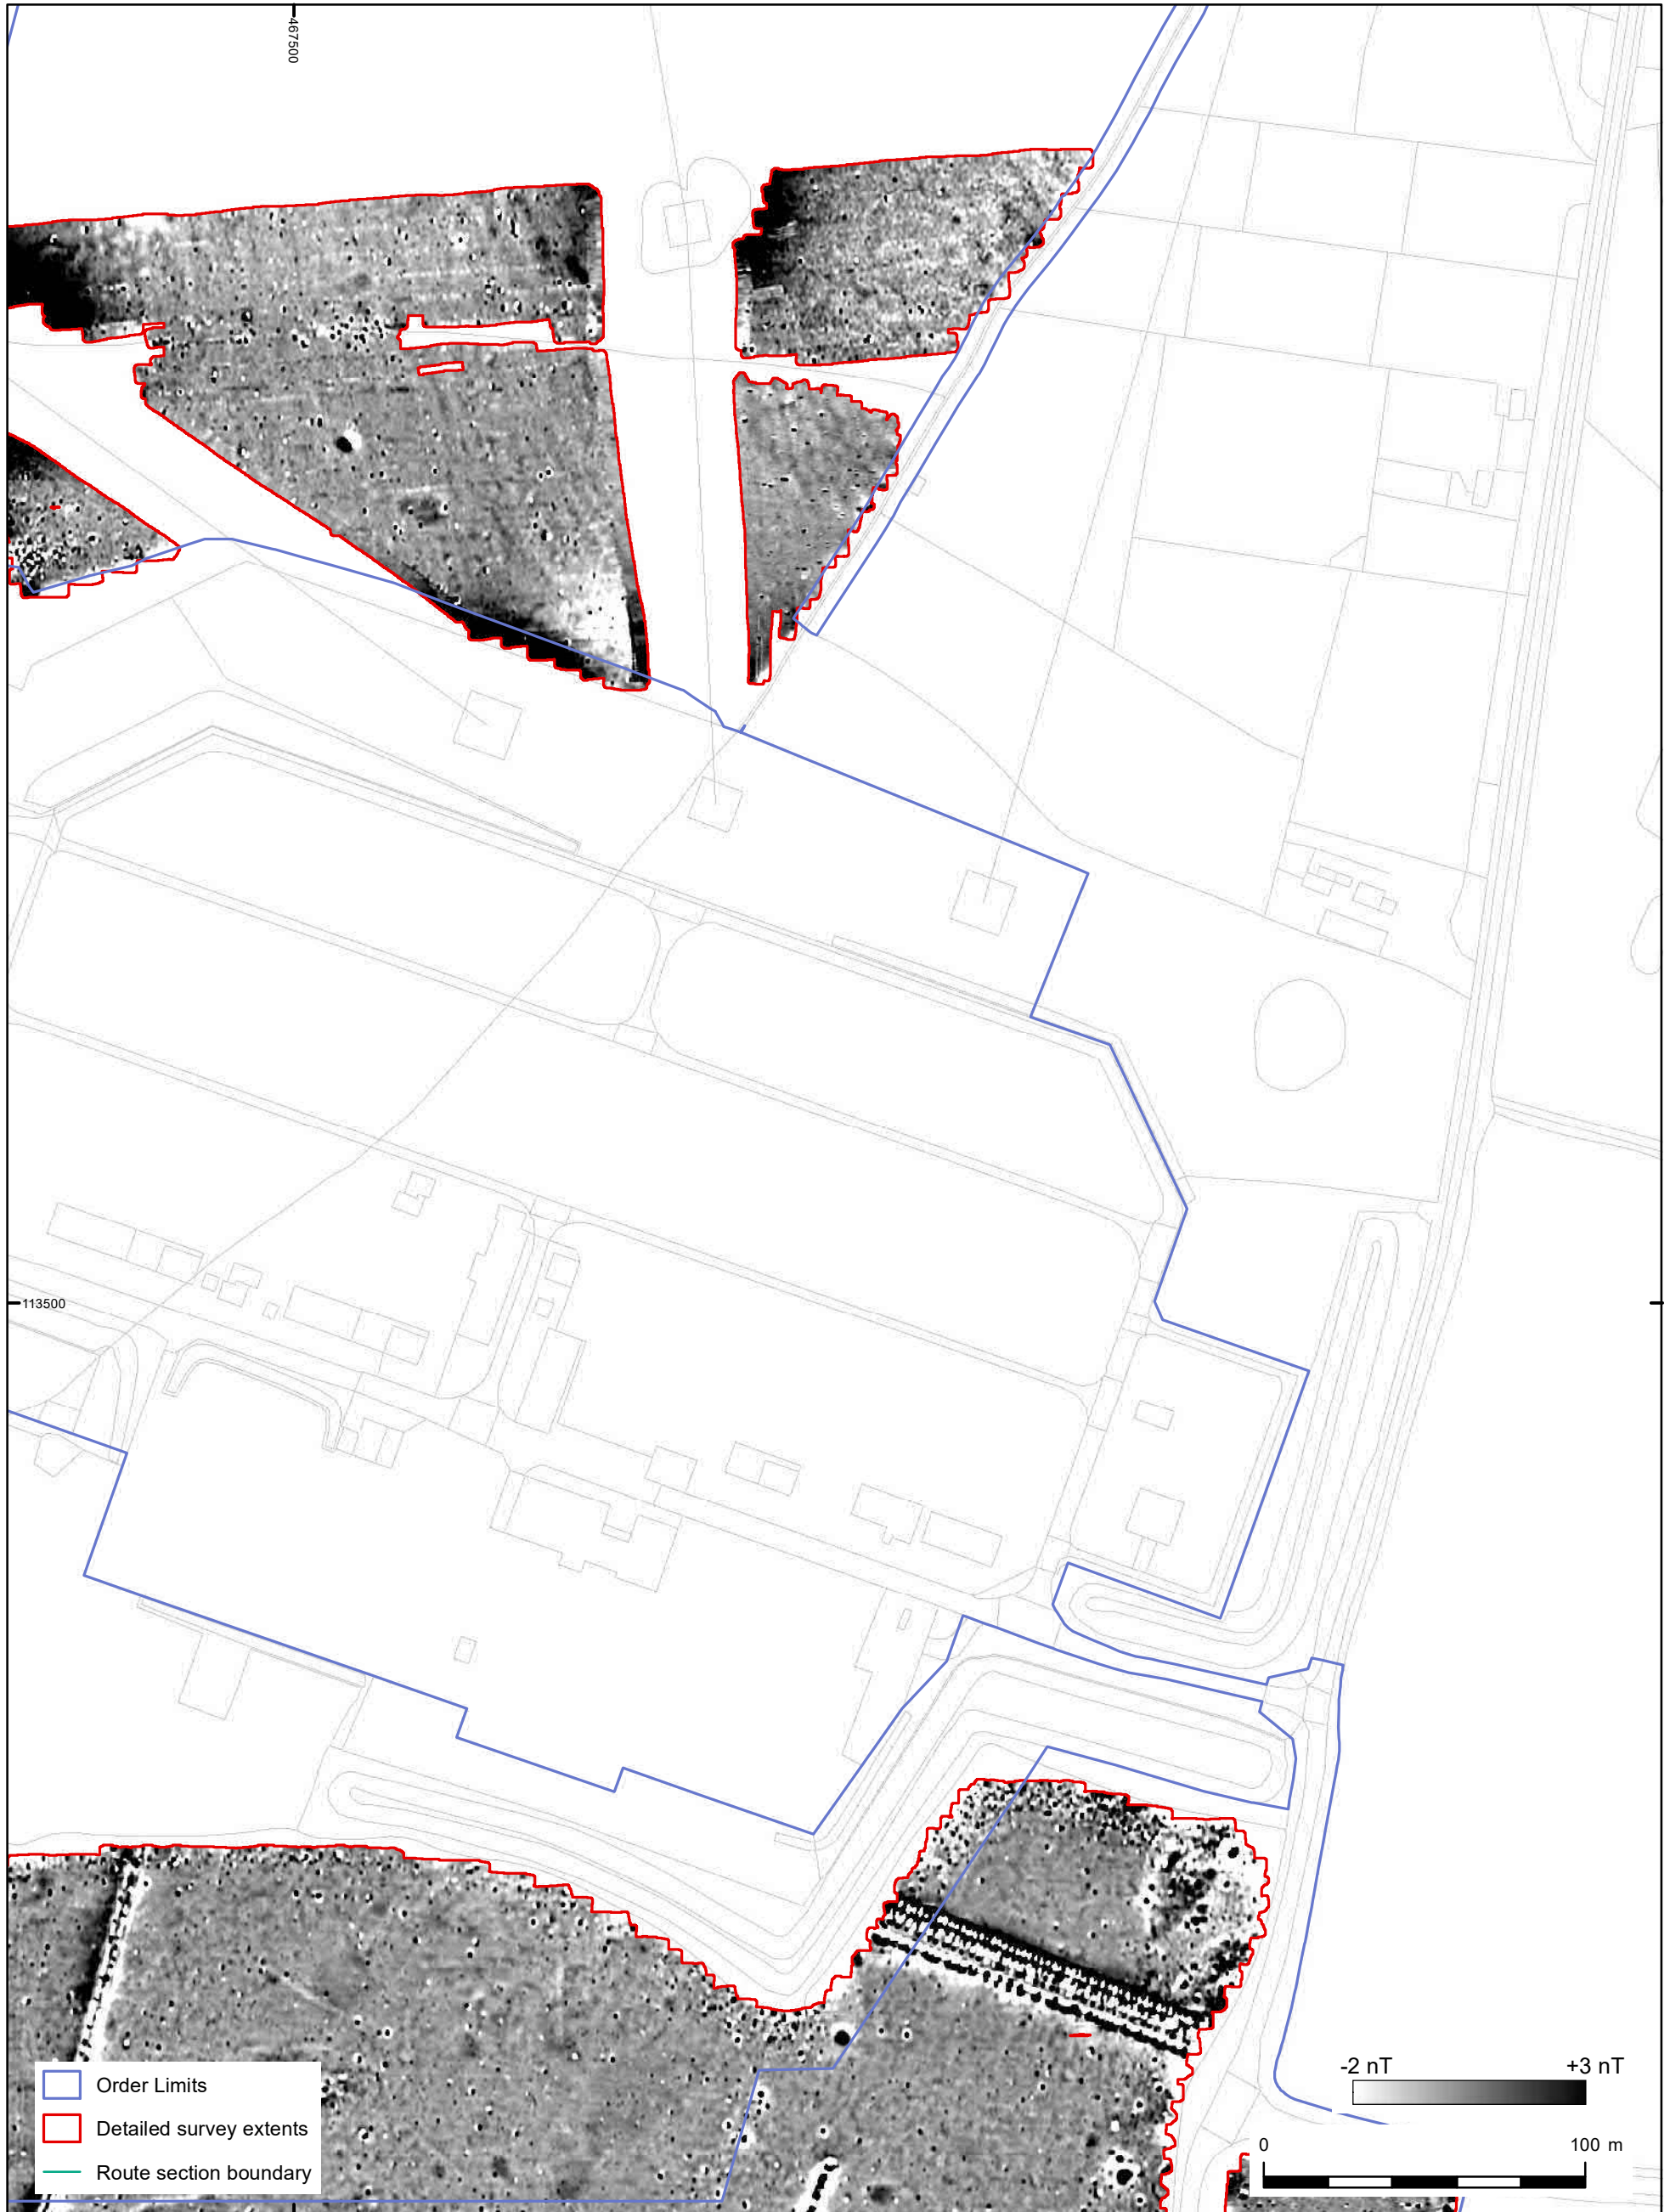 467500
113500
Order Limits
Detailed survey extents
Route section boundary
-2 nT +3 nT
0 100 m